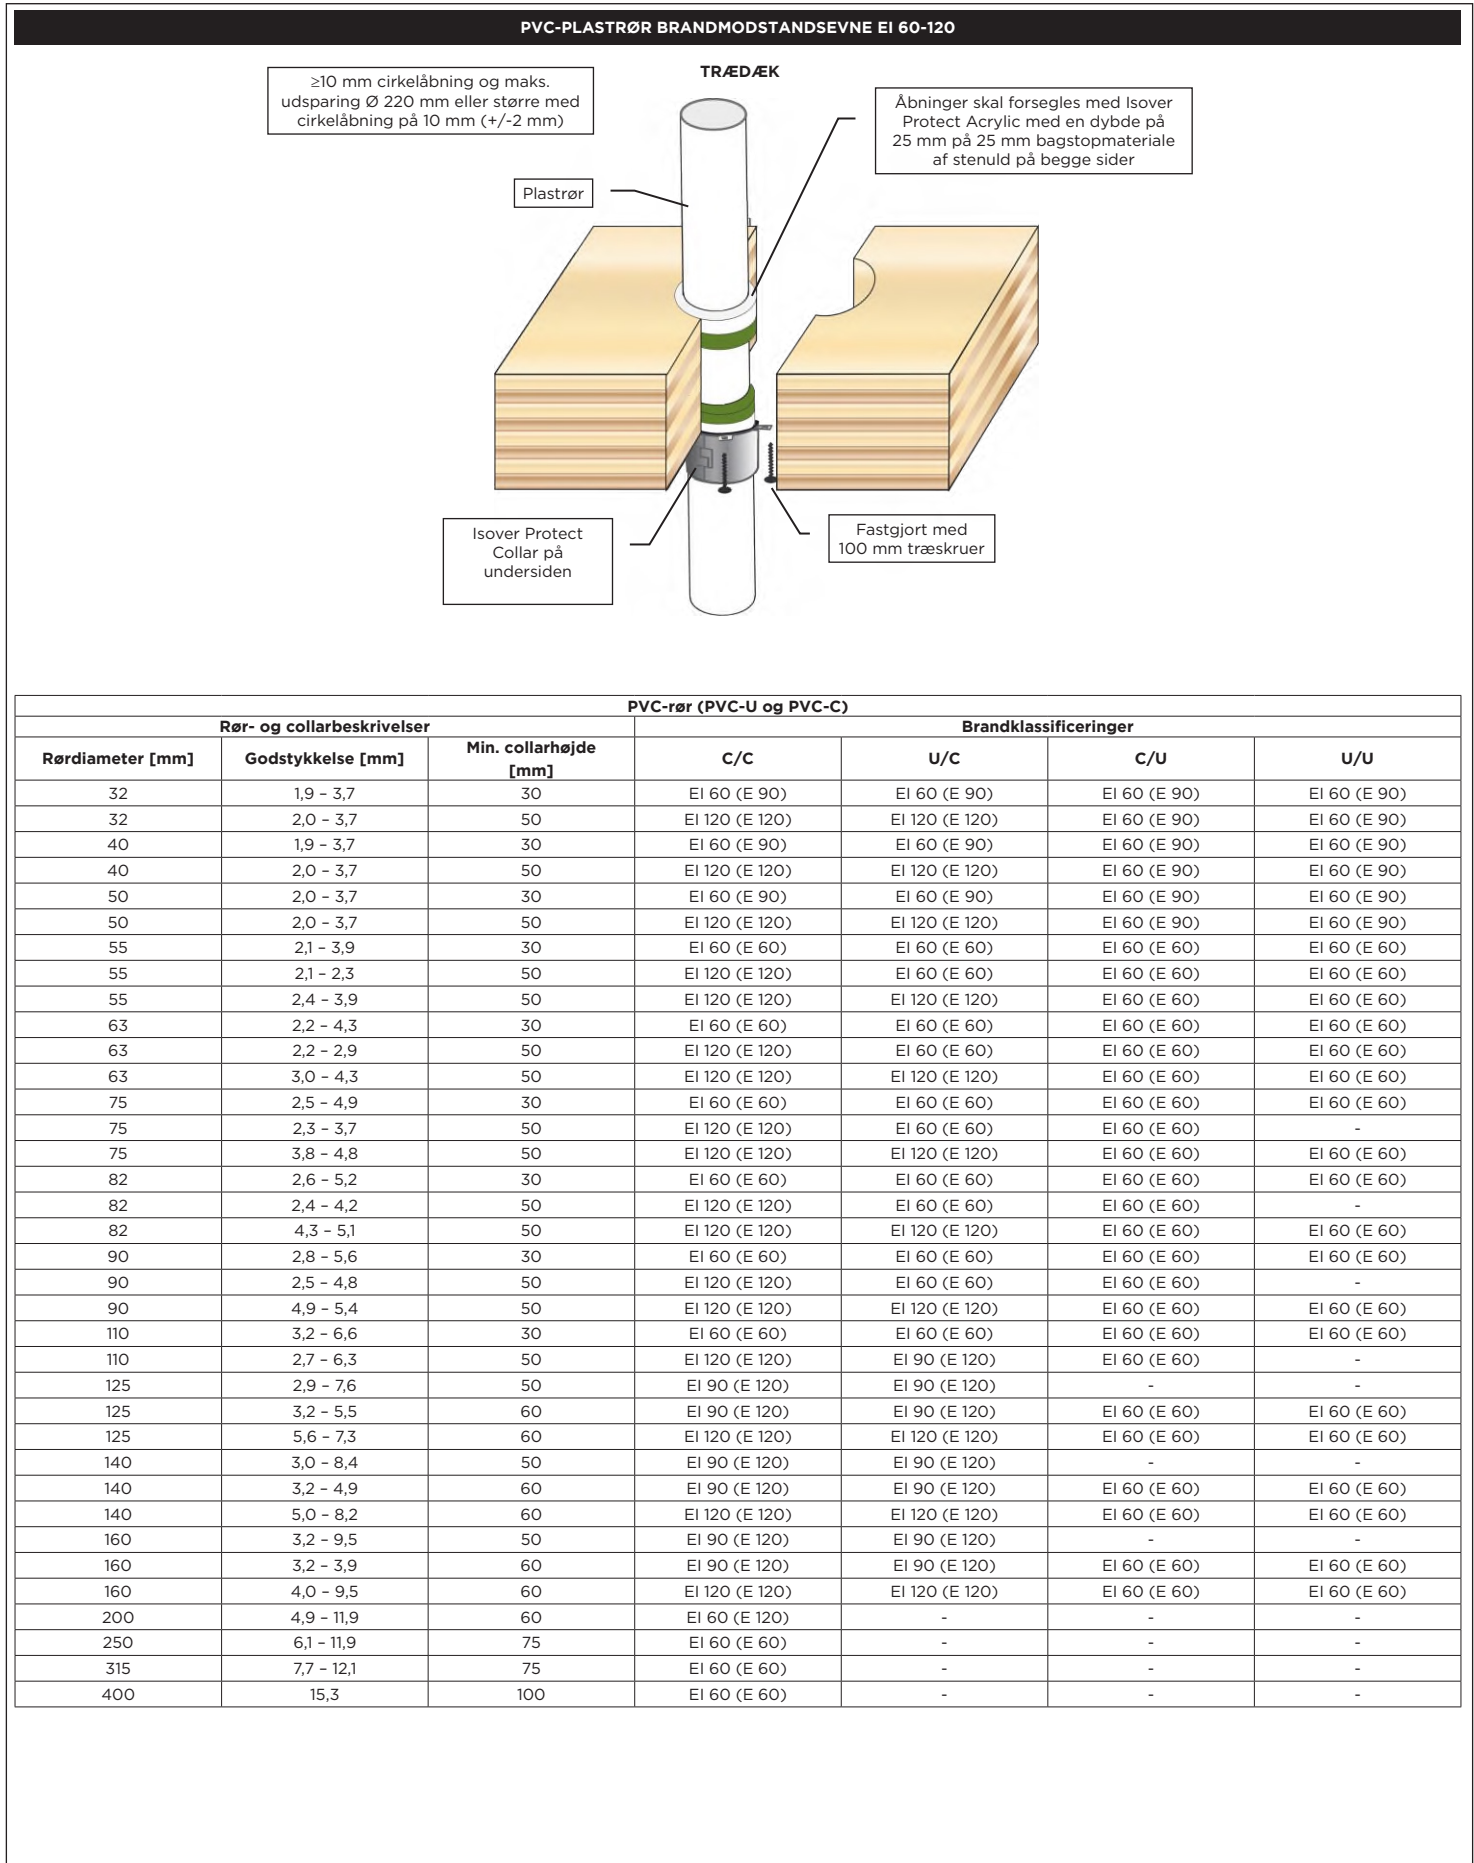 PVC-PLASTRØR BRANDMODSTANDSEVNE EI 60-120
TRÆDÆK
≥10 mm cirkelåbning og maks.
udsparing Ø 220 mm eller større med
cirkelåbning på 10 mm (+/-2 mm)
Åbninger skal forsegles med Isover
Protect Acrylic med en dybde på
25 mm på 25 mm bagstopmateriale
af stenuld på begge sider
Plastrør
Isover Protect
Collar på
undersiden
Fastgjort med
100 mm træskruer
PVC-rør (PVC-U og PVC-C)
Rør- og collarbeskrivelser Brandklassificeringer
Rørdiameter [mm] Godstykkelse [mm] Min. collarhøjde [mm] C/C U/C C/U U/U
32 1,9 – 3,7 30 EI 60 (E 90) EI 60 (E 90) EI 60 (E 90) EI 60 (E 90)
32 2,0 – 3,7 50 EI 120 (E 120) EI 120 (E 120) EI 60 (E 90) EI 60 (E 90)
40 1,9 – 3,7 30 EI 60 (E 90) EI 60 (E 90) EI 60 (E 90) EI 60 (E 90)
40 2,0 – 3,7 50 EI 120 (E 120) EI 120 (E 120) EI 60 (E 90) EI 60 (E 90)
50 2,0 – 3,7 30 EI 60 (E 90) EI 60 (E 90) EI 60 (E 90) EI 60 (E 90)
50 2,0 – 3,7 50 EI 120 (E 120) EI 120 (E 120) EI 60 (E 90) EI 60 (E 90)
55 2,1 – 3,9 30 EI 60 (E 60) EI 60 (E 60) EI 60 (E 60) EI 60 (E 60)
55 2,1 – 2,3 50 EI 120 (E 120) EI 60 (E 60) EI 60 (E 60) EI 60 (E 60)
55 2,4 – 3,9 50 EI 120 (E 120) EI 120 (E 120) EI 60 (E 60) EI 60 (E 60)
63 2,2 – 4,3 30 EI 60 (E 60) EI 60 (E 60) EI 60 (E 60) EI 60 (E 60)
63 2,2 – 2,9 50 EI 120 (E 120) EI 60 (E 60) EI 60 (E 60) EI 60 (E 60)
63 3,0 – 4,3 50 EI 120 (E 120) EI 120 (E 120) EI 60 (E 60) EI 60 (E 60)
75 2,5 – 4,9 30 EI 60 (E 60) EI 60 (E 60) EI 60 (E 60) EI 60 (E 60)
75 2,3 – 3,7 50 EI 120 (E 120) EI 60 (E 60) EI 60 (E 60) -
75 3,8 – 4,8 50 EI 120 (E 120) EI 120 (E 120) EI 60 (E 60) EI 60 (E 60)
82 2,6 – 5,2 30 EI 60 (E 60) EI 60 (E 60) EI 60 (E 60) EI 60 (E 60)
82 2,4 – 4,2 50 EI 120 (E 120) EI 60 (E 60) EI 60 (E 60) -
82 4,3 – 5,1 50 EI 120 (E 120) EI 120 (E 120) EI 60 (E 60) EI 60 (E 60)
90 2,8 – 5,6 30 EI 60 (E 60) EI 60 (E 60) EI 60 (E 60) EI 60 (E 60)
90 2,5 – 4,8 50 EI 120 (E 120) EI 60 (E 60) EI 60 (E 60) -
90 4,9 – 5,4 50 EI 120 (E 120) EI 120 (E 120) EI 60 (E 60) EI 60 (E 60)
110 3,2 – 6,6 30 EI 60 (E 60) EI 60 (E 60) EI 60 (E 60) EI 60 (E 60)
110 2,7 – 6,3 50 EI 120 (E 120) EI 90 (E 120) EI 60 (E 60) -
125 2,9 – 7,6 50 EI 90 (E 120) EI 90 (E 120) - -
125 3,2 – 5,5 60 EI 90 (E 120) EI 90 (E 120) EI 60 (E 60) EI 60 (E 60)
125 5,6 – 7,3 60 EI 120 (E 120) EI 120 (E 120) EI 60 (E 60) EI 60 (E 60)
140 3,0 – 8,4 50 EI 90 (E 120) EI 90 (E 120) - -
140 3,2 – 4,9 60 EI 90 (E 120) EI 90 (E 120) EI 60 (E 60) EI 60 (E 60)
140 5,0 – 8,2 60 EI 120 (E 120) EI 120 (E 120) EI 60 (E 60) EI 60 (E 60)
160 3,2 – 9,5 50 EI 90 (E 120) EI 90 (E 120) - -
160 3,2 – 3,9 60 EI 90 (E 120) EI 90 (E 120) EI 60 (E 60) EI 60 (E 60)
160 4,0 – 9,5 60 EI 120 (E 120) EI 120 (E 120) EI 60 (E 60) EI 60 (E 60)
200 4,9 – 11,9 60 EI 60 (E 120) - - -
250 6,1 – 11,9 75 EI 60 (E 60) - - -
315 7,7 – 12,1 75 EI 60 (E 60) - - -
400 15,3 100 EI 60 (E 60) - - -